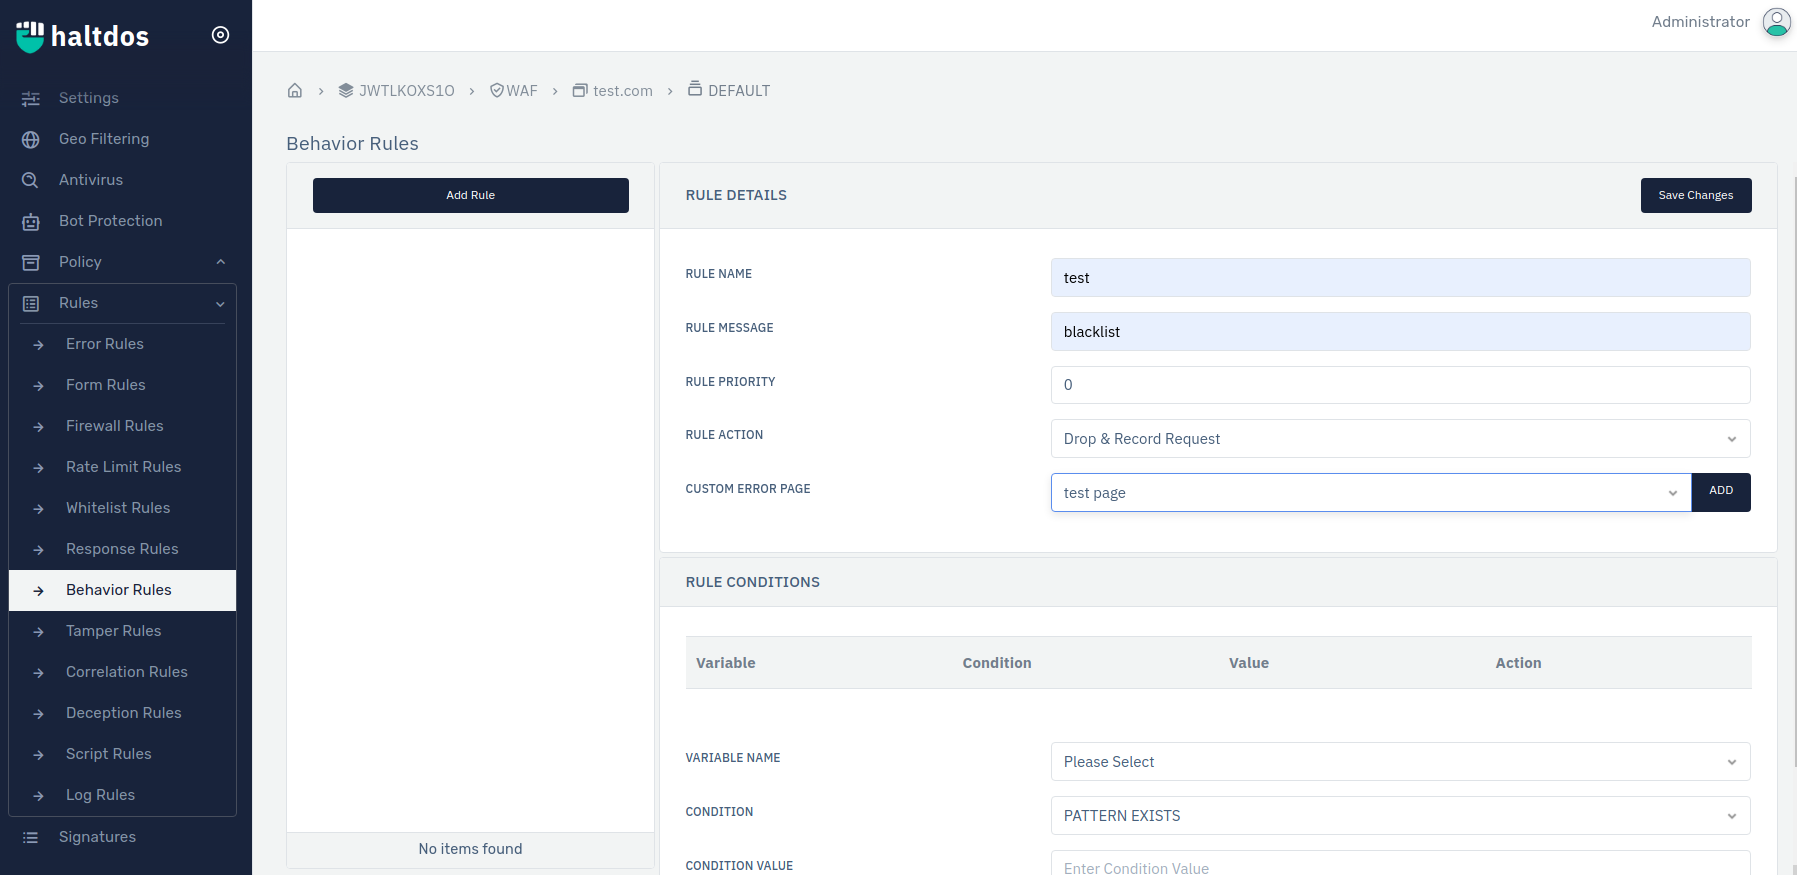 haltdos
Administrator
Settings
Geo Filtering
Antivirus
Bot Protection
Policy
Rules
Error Rules
Form Rules
Firewall Rules
Rate Limit Rules
Whitelist Rules
Response Rules
Behavior Rules
Tamper Rules
Correlation Rules
Deception Rules
Script Rules
Log Rules
Signatures
JWTLKOXS1O > WAF > test.com > DEFAULT
Behavior Rules
Add Rule
No items found
RULE DETAILS
Save Changes
RULE NAME
test
RULE MESSAGE
blacklist
RULE PRIORITY
0
RULE ACTION
Drop & Record Request
CUSTOM ERROR PAGE
test page
ADD
RULE CONDITIONS
Variable Condition Value Action
VARIABLE NAME
Please Select
CONDITION
PATTERN EXISTS
CONDITION VALUE
Enter Condition Value